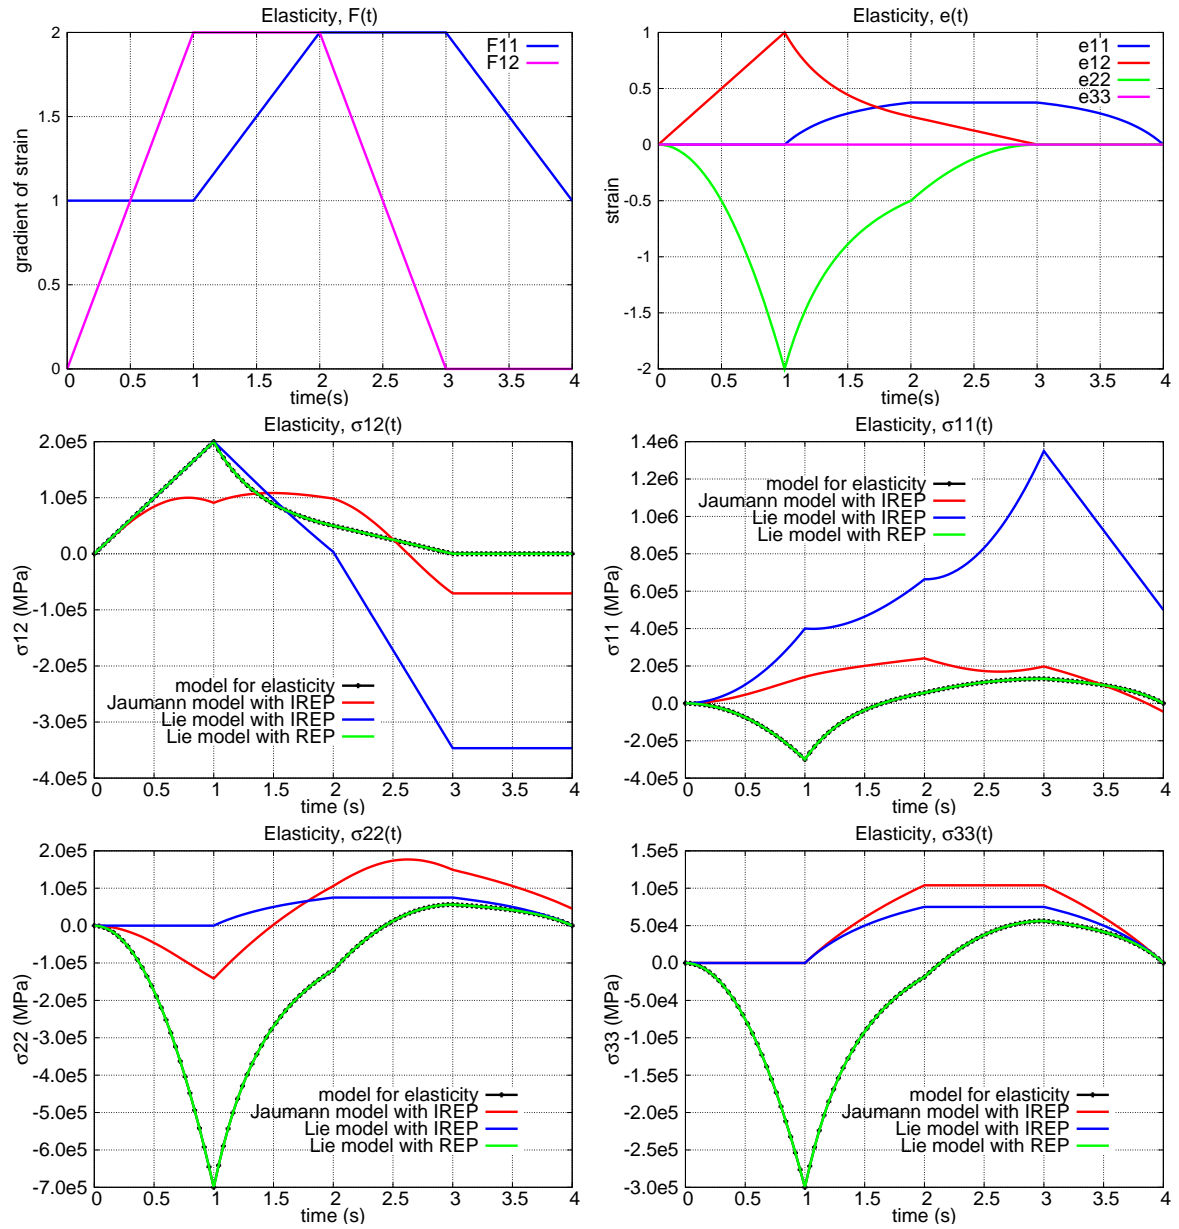 Elasticity, F(t)
2
1.5
1
0.5
0
gradient of strain
F11
F12
0 0.5 1 1.5 2 2.5 3 3.5 4
time(s)
Elasticity, e(t)
1
0.5
0
-0.5
-1
-1.5
-2
strain
e11
e12
e22
e33
0 0.5 1 1.5 2 2.5 3 3.5 4
time(s)
Elasticity, σ12(t)
2.0e5
1.0e5
0.0
-1.0e5
-2.0e5
-3.0e5
-4.0e5
σ12 (MPa)
model for elasticity
Jaumann model with IREP
Lie model with IREP
Lie model with REP
0 0.5 1 1.5 2 2.5 3 3.5 4
time (s)
Elasticity, σ11(t)
1.4e6
1.2e6
1.0e6
8.0e5
6.0e5
4.0e5
2.0e5
0.0
-2.0e5
-4.0e5
σ11 (MPa)
model for elasticity
Jaumann model with IREP
Lie model with IREP
Lie model with REP
0 0.5 1 1.5 2 2.5 3 3.5 4
time (s)
Elasticity, σ22(t)
2.0e5
1.0e5
0.0
-1.0e5
-2.0e5
-3.0e5
-4.0e5
-5.0e5
-6.0e5
-7.0e5
σ22 (MPa)
model for elasticity
Jaumann model with IREP
Lie model with IREP
Lie model with REP
0 0.5 1 1.5 2 2.5 3 3.5 4
time (s)
Elasticity, σ33(t)
1.5e5
1.0e5
5.0e4
0.0
-5.0e4
-1.0e5
-1.5e5
-2.0e5
-2.5e5
-3.0e5
σ33 (MPa)
model for elasticity
Jaumann model with IREP
Lie model with IREP
Lie model with REP
0 0.5 1 1.5 2 2.5 3 3.5 4
time (s)